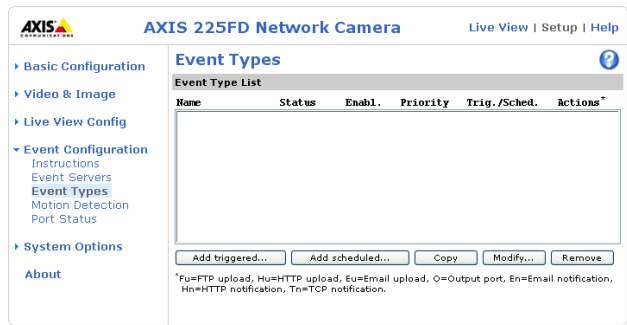 AXIS
COMMUNICATIONS
AXIS 225FD Network Camera
Live View | Setup | Help
Basic Configuration
Video & Image
Live View Config
Event Configuration
Instructions
Event Servers
Event Types
Motion Detection
Port Status
System Options
About
Event Types
?
Event Type List
Name Status Enabl. Priority Trig./Sched. Actions*
Add triggered... Add scheduled... Copy Modify... Remove
*Fu=FTP upload, Hu=HTTP upload, Eu=Email upload, O=Output port, En=Email notification,
Hn=HTTP notification, Tn=TCP notification.